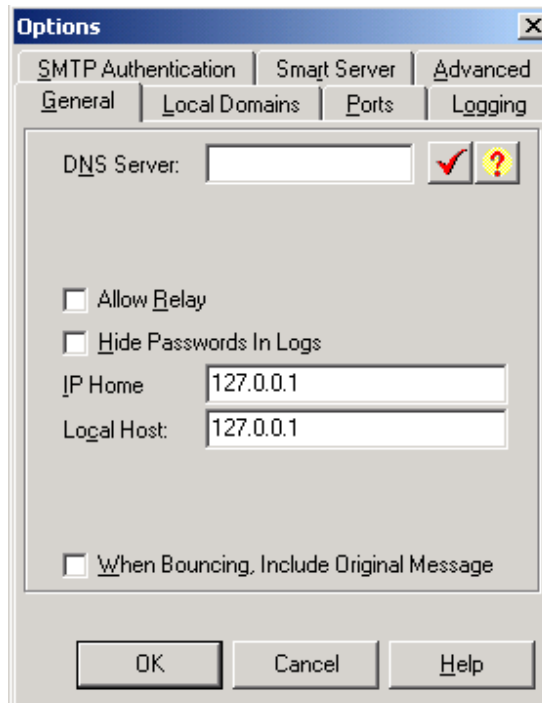 Options
SMTP Authentication Smart Server Advanced
General Local Domains Ports Logging
DNS Server:
Allow Relay
Hide Passwords In Logs
IP Home 127.0.0.1
Local Host: 127.0.0.1
When Bouncing, Include Original Message
OK Cancel Help